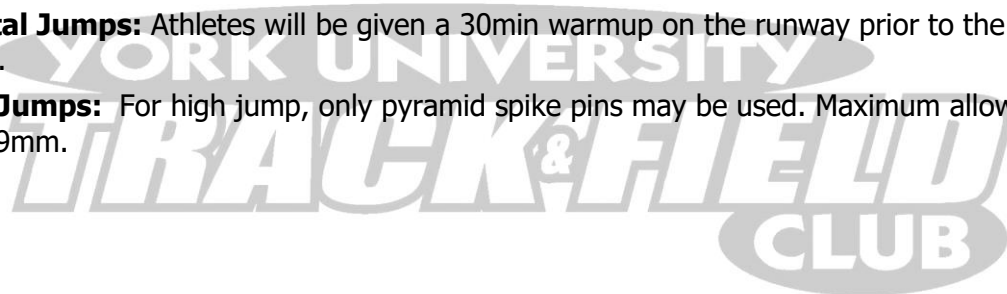 tal Jumps: Athletes will be given a 30min warmup on the runway prior to the
.
Jumps: For high jump, only pyramid spike pins may be used. Maximum allow
9mm.
YORK UNIVERSITY
TRACK & FIELD
CLUB